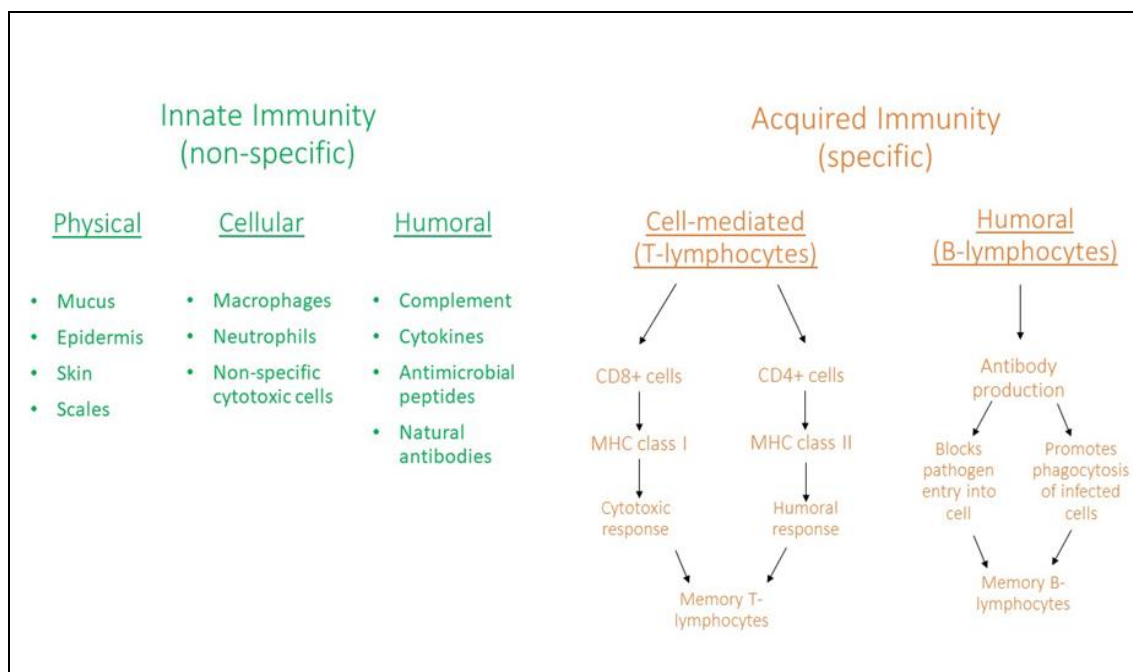 Innate Immunity
(non-specific)
Physical
• Mucus
• Epidermis
• Skin
• Scales
Cellular
• Macrophages
• Neutrophils
• Non-specific
cytotoxic cells
Humoral
• Complement
• Cytokines
• Antimicrobial
peptides
• Natural
antibodies
Acquired Immunity
(specific)
Cell-mediated
(T-lymphocytes)
CD8+ cells
MHC class I
Cytotoxic
response
CD4+ cells
MHC class II
Humoral
response
Memory T-
lymphocytes
Humoral
(B-lymphocytes)
Antibody
production
Blocks
pathogen
entry into
cell
Promotes
phagocytosis
of infected
cells
Memory B-
lymphocytes